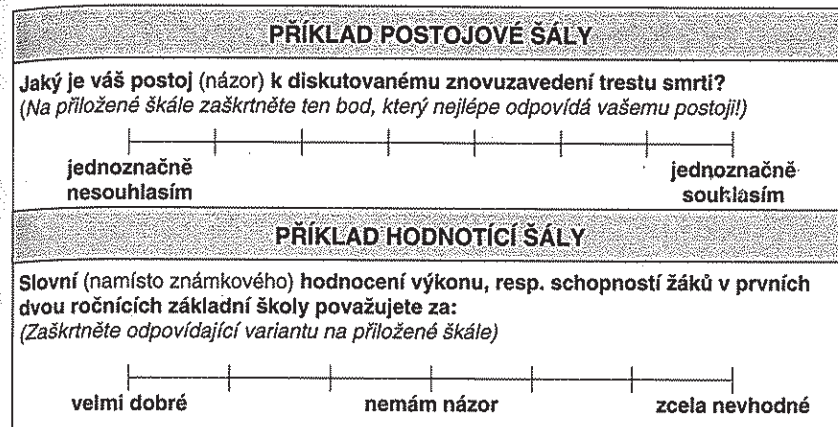 PŘÍKLAD POSTOJOVÉ ŠÁLY
Jaký je váš postoj (názor) k diskutovanému znovuzavedení trestu smrti?
(Na přiložené škále zaškrtněte ten bod, který nejlépe odpovídá vašemu postoji!)
jednoznačně jednoznačně
nesouhlasím souhlasím
PŘÍKLAD HODNOTÍCÍ ŠÁLY
Slovní (namísto známkového) hodnocení výkonu, resp. schopností žáků v prvních
dvou ročnících základní školy považujete za:
(Zaškrtněte odpovídající variantu na přiložené škále)
velmi dobré nemám názor zcela nevhodné